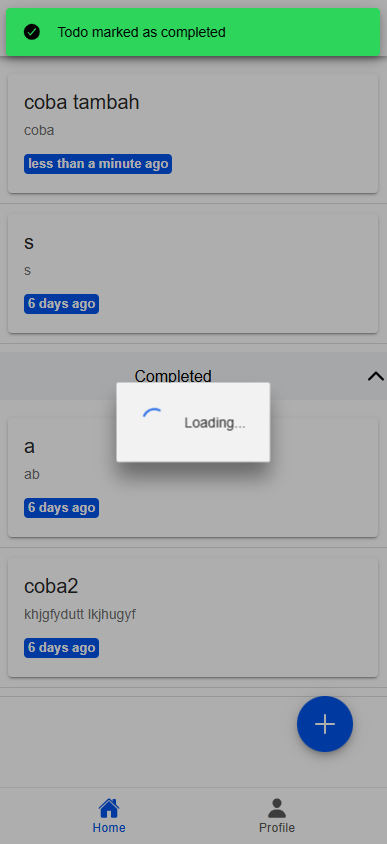 Todo marked as completed
coba tambah
coba
less than a minute ago
s
s
6 days ago
Completed
Loading...
a
ab
6 days ago
coba2
khjgfydutt lkjhugyf
6 days ago
Home
Profile